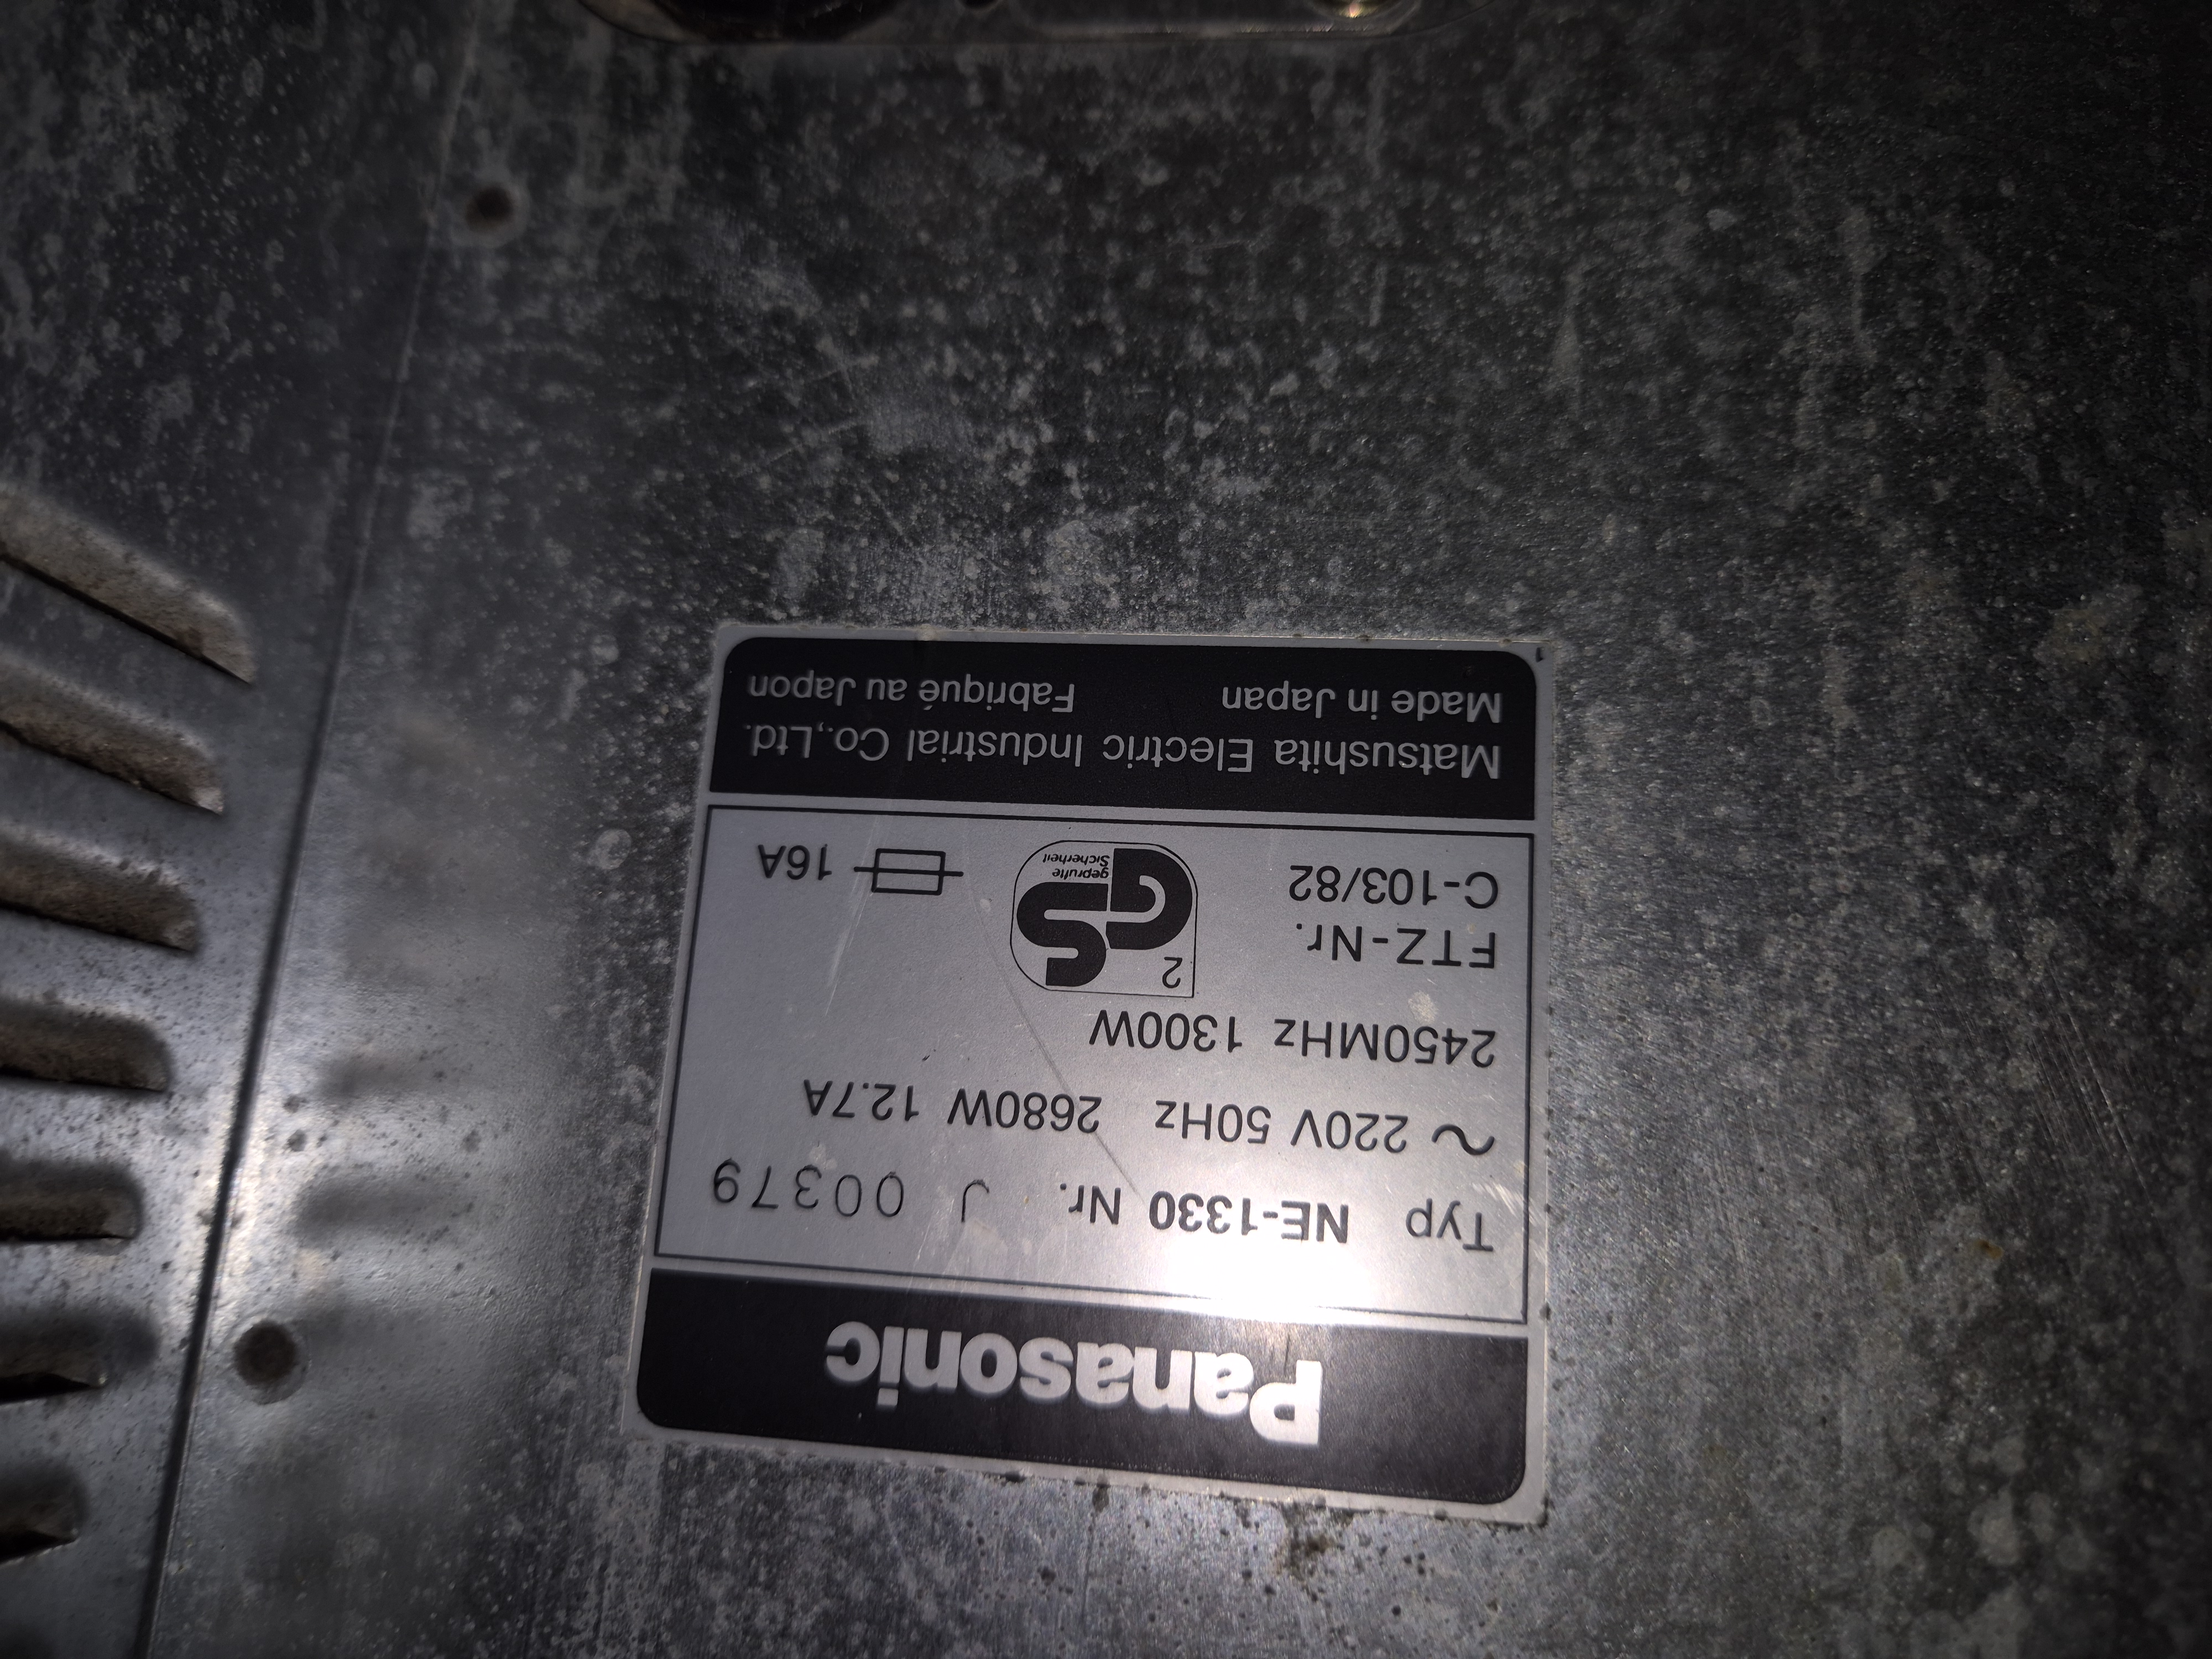 Panasonic
Typ NE-1330 Nr. J 00379
~ 220V 50Hz 2680W 12.7A
2450MHz 1300W
FTZ-Nr.
C-103/82
2
GS
geprüfte
Sicherheit
16A
Matsushita Electric Industrial Co.,Ltd.
Made in Japan Fabriqué au Japon